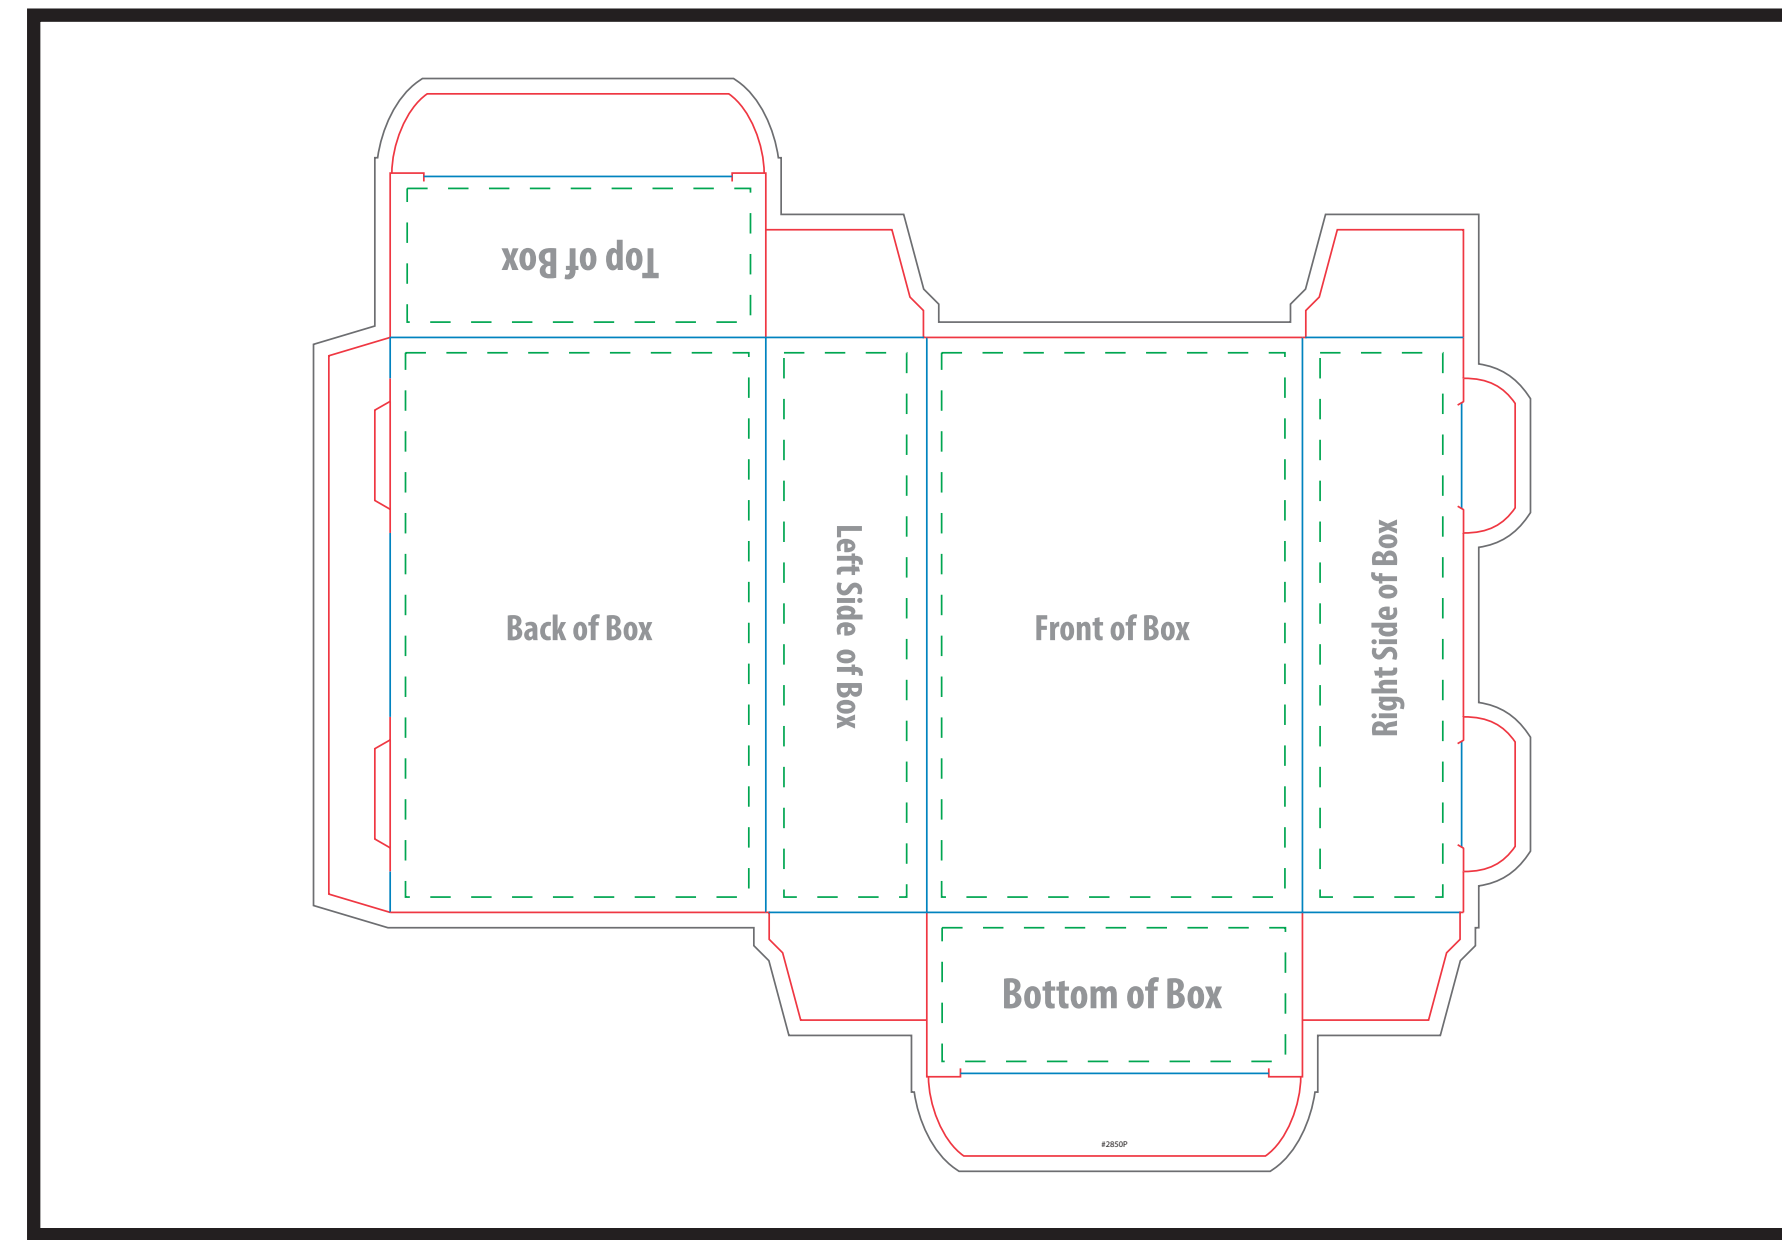 Top of Box
Back of Box
Left Side of Box
Front of Box
Right Side of Box
Bottom of Box
#2850P